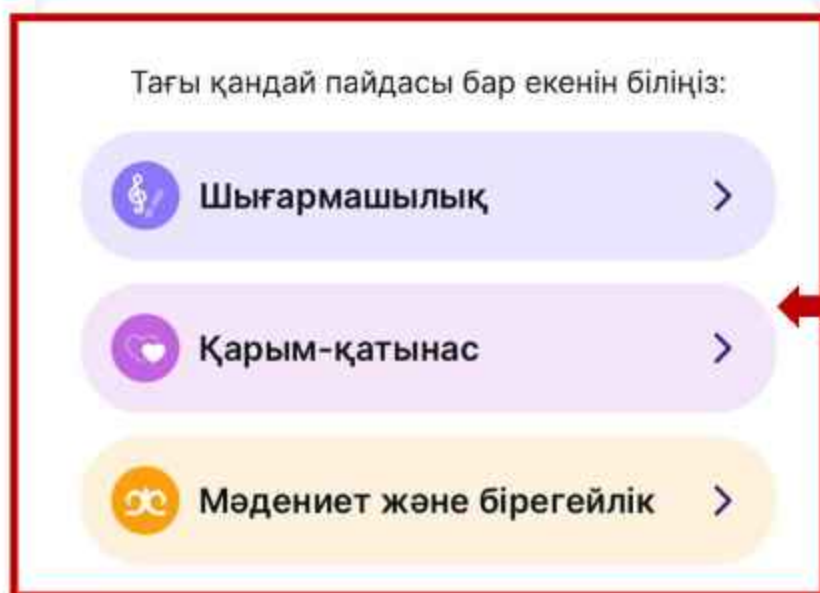 Тағы қандай пайдасы бар екенін біліңіз:
Шығармашылық
Қарым-қатынас
Мәдениет және бірегейлік